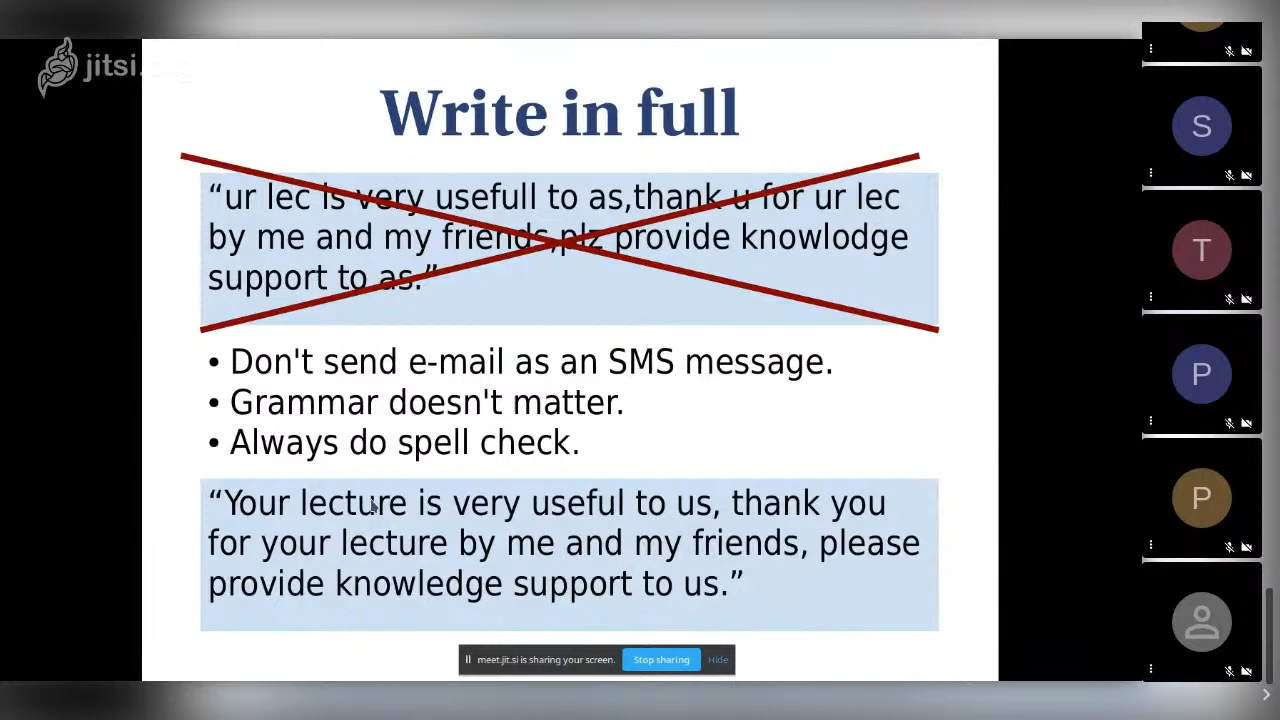 jitsi
Write in full
“ur lec is very usefull to as,thank u for ur lec
by me and my friends,plz provide knowlodge
support to as.”
• Don't send e-mail as an SMS message.
• Grammar doesn't matter.
• Always do spell check.
“Your lecture is very useful to us, thank you
for your lecture by me and my friends, please
provide knowledge support to us.”
meet.jit.si is sharing your screen. Stop sharing Hide
S
T
P
P